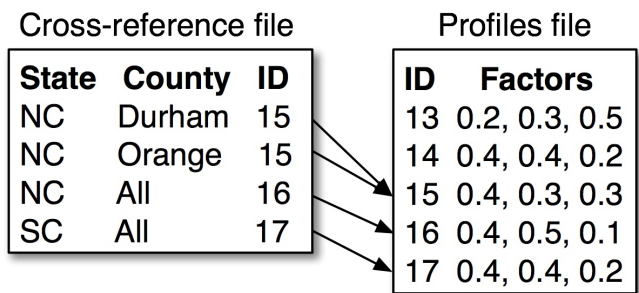 Cross-reference file
State County ID
NC Durham 15
NC Orange 15
NC All 16
SC All 17
Profiles file
ID Factors
13 0.2, 0.3, 0.5
14 0.4, 0.4, 0.2
15 0.4, 0.3, 0.3
16 0.4, 0.5, 0.1
17 0.4, 0.4, 0.2